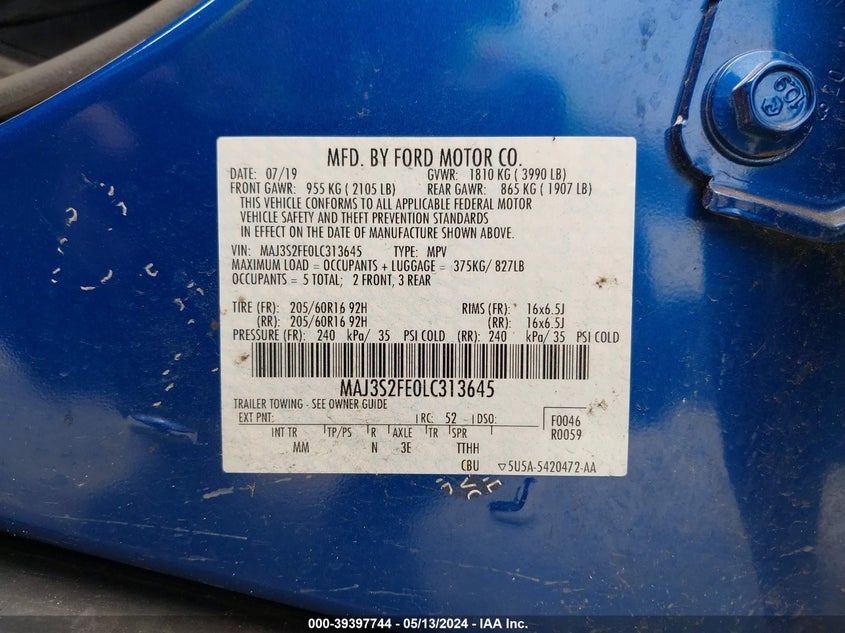 MFD. BY FORD MOTOR CO.
DATE: 07/19 GVWR: 1810 KG ( 3990 LB)
FRONT GAWR: 955 KG ( 2105 LB) REAR GAWR: 865 KG ( 1907 LB)
THIS VEHICLE CONFORMS TO ALL APPLICABLE FEDERAL MOTOR
VEHICLE SAFETY AND THEFT PREVENTION STANDARDS
IN EFFECT ON THE DATE OF MANUFACTURE SHOWN ABOVE.
VIN: MAJ3S2FE0LC313645 TYPE: MPV
MAXIMUM LOAD = OCCUPANTS + LUGGAGE = 375KG/ 827LB
OCCUPANTS = 5 TOTAL; 2 FRONT, 3 REAR
TIRE (FR): 205/60R16 92H RIMS (FR): 16x6.5J
(RR): 205/60R16 92H (RR): 16x6.5J
PRESSURE (FR): 240 kPa/ 35 PSI COLD (RR): 240 kPa/ 35 PSI COLD
MAJ3S2FE0LC313645
TRAILER TOWING - SEE OWNER GUIDE
EXT PNT: RC: 52 DSO: F0046
INT TR TP/PS R AXLE TR SPR R0059
MM N 3E TTHH
CBU ▽5U5A-5420472-AA
000-39397744 / 05/13/2024 - IAA Inc.